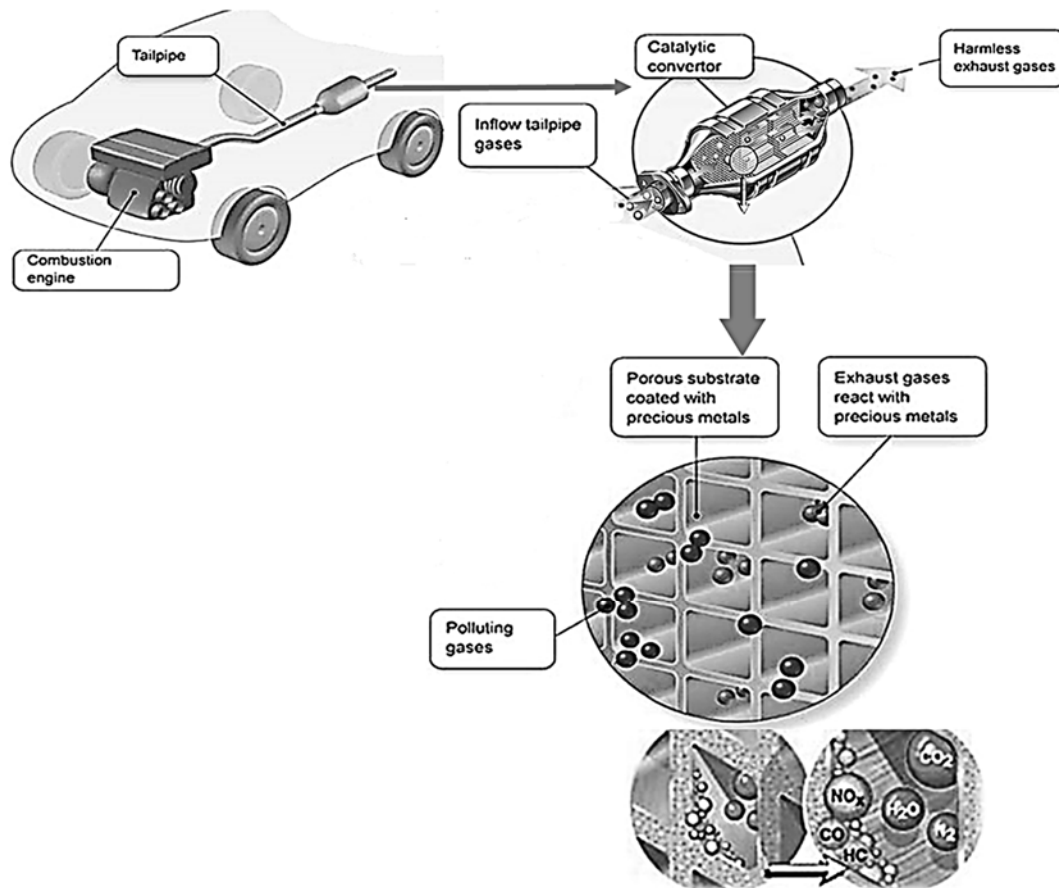 Tailpipe
Combustion
engine
Catalytic
convertor
Harmless
exhaust gases
Inflow tailpipe
gases
Porous substrate
coated with
precious metals
Exhaust gases
react with
precious metals
Polluting
gases
CO2
NOx
H2O
N2
CO
HC